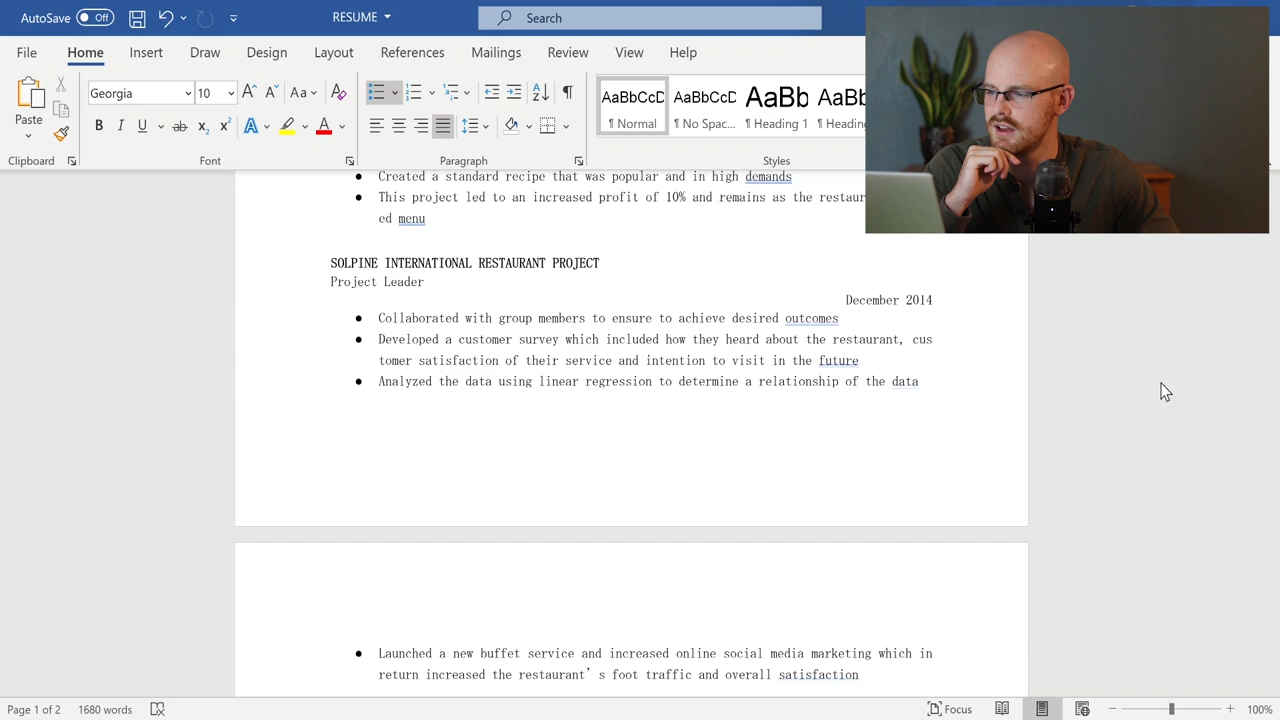 AutoSave Off RESUME Search
File Home Insert Draw Design Layout References Mailings Review View Help
Georgia 10 Aa
AaBbCcD AaBbCcD AaBb AaBb
Paste B I U ab x₂ x² A A ¶ Normal ¶ No Spac... ¶ Heading 1 ¶ Heading
Clipboard Font Paragraph Styles
● Created a standard recipe that was popular and in high demands
● This project led to an increased profit of 10% and remains as the restaur
ed menu
SOLPINE INTERNATIONAL RESTAURANT PROJECT
Project Leader
December 2014
● Collaborated with group members to ensure to achieve desired outcomes
● Developed a customer survey which included how they heard about the restaurant, cus
tomer satisfaction of their service and intention to visit in the future
● Analyzed the data using linear regression to determine a relationship of the data
● Launched a new buffet service and increased online social media marketing which in
return increased the restaurant's foot traffic and overall satisfaction
Page 1 of 2 1680 words Focus 100%